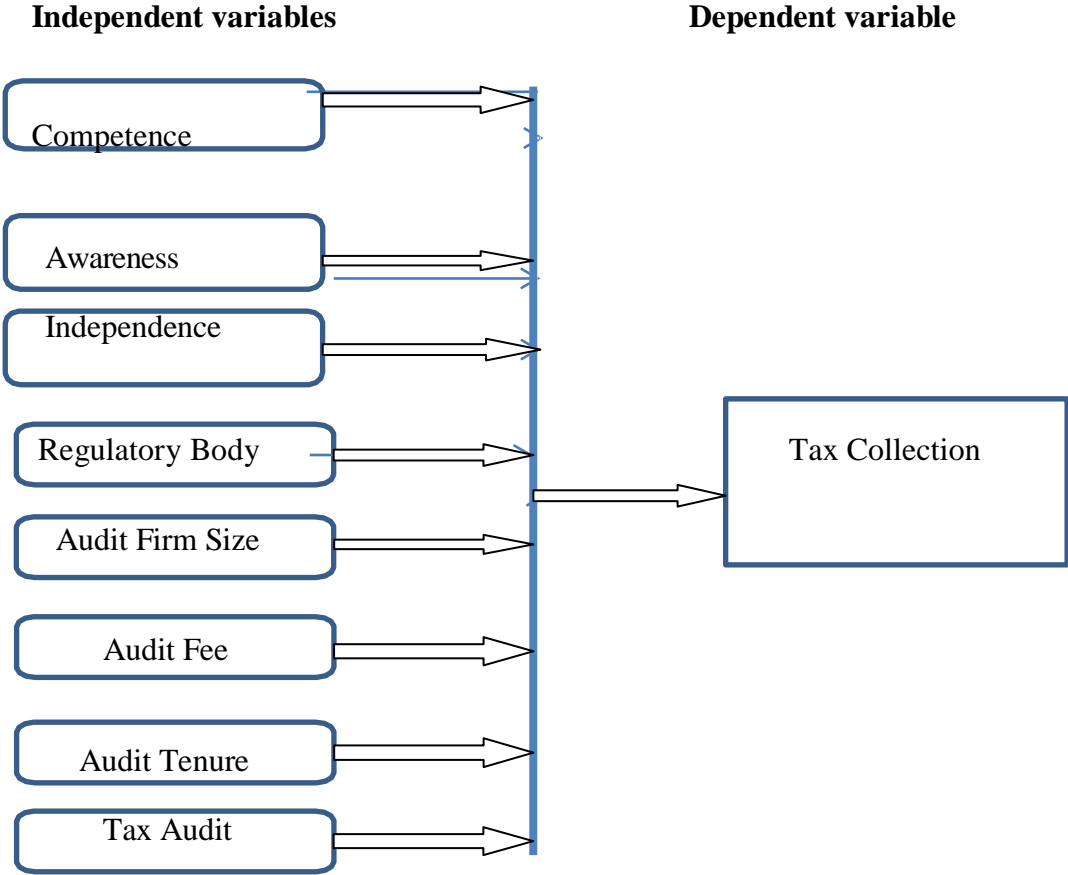 Independent variables
Dependent variable
Competence
Awareness
Independence
Regulatory Body
Tax Collection
Audit Firm Size
Audit Fee
Audit Tenure
Tax Audit